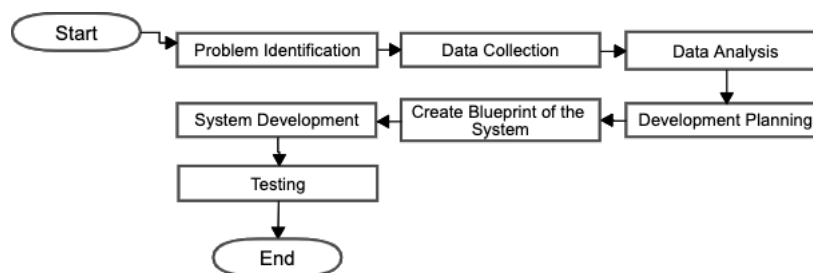 Start
Problem Identification
Data Collection
Data Analysis
Development Planning
Create Blueprint of the
System
System Development
Testing
End